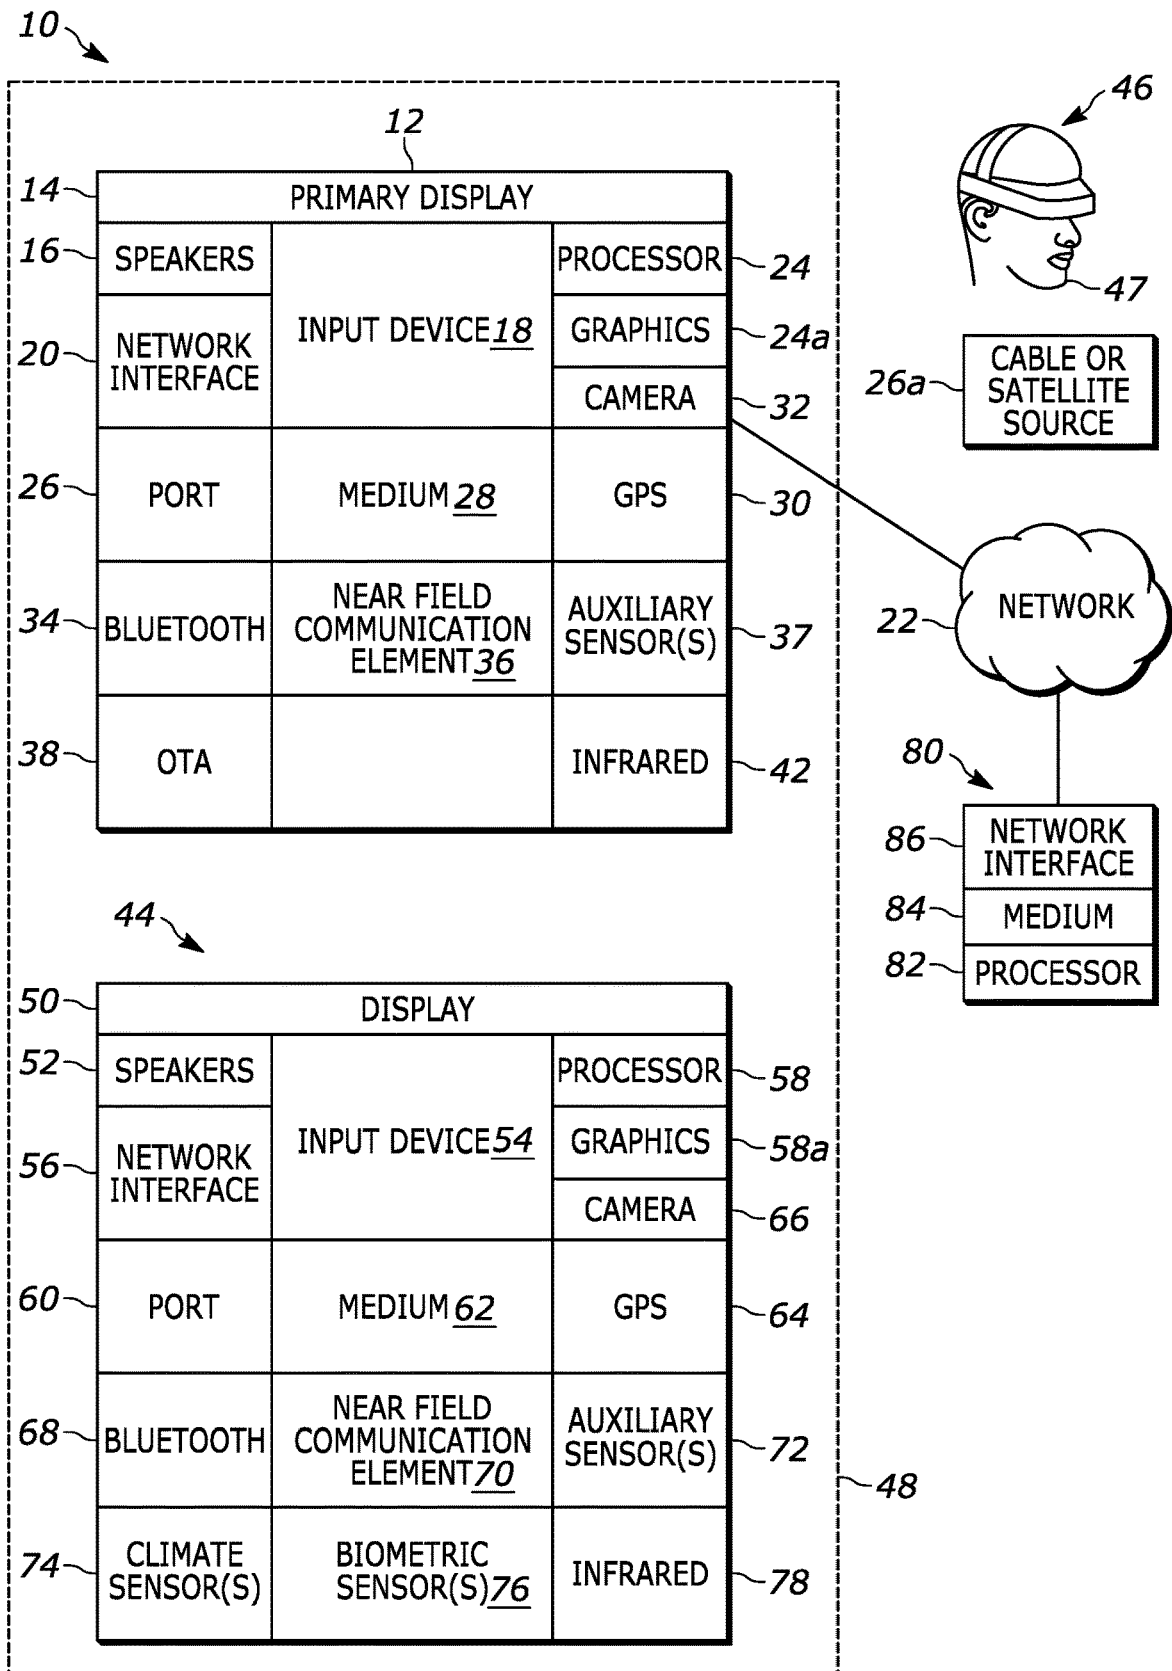 10
46
12
14
PRIMARY DISPLAY
16
SPEAKERS
PROCESSOR
24
47
20
NETWORK
INTERFACE
INPUT DEVICE 18
GRAPHICS
24a
CAMERA
32
26a
CABLE OR
SATELLITE
SOURCE
26
PORT
MEDIUM 28
GPS
30
34
BLUETOOTH
NEAR FIELD
COMMUNICATION
ELEMENT 36
AUXILIARY
SENSOR(S)
37
22
NETWORK
38
OTA
INFRARED
42
80
86
NETWORK
INTERFACE
84
MEDIUM
82
PROCESSOR
44
50
DISPLAY
52
SPEAKERS
PROCESSOR
58
56
NETWORK
INTERFACE
INPUT DEVICE 54
GRAPHICS
58a
CAMERA
66
60
PORT
MEDIUM 62
GPS
64
68
BLUETOOTH
NEAR FIELD
COMMUNICATION
ELEMENT 70
AUXILIARY
SENSOR(S)
72
48
74
CLIMATE
SENSOR(S)
BIOMETRIC
SENSOR(S) 76
INFRARED
78